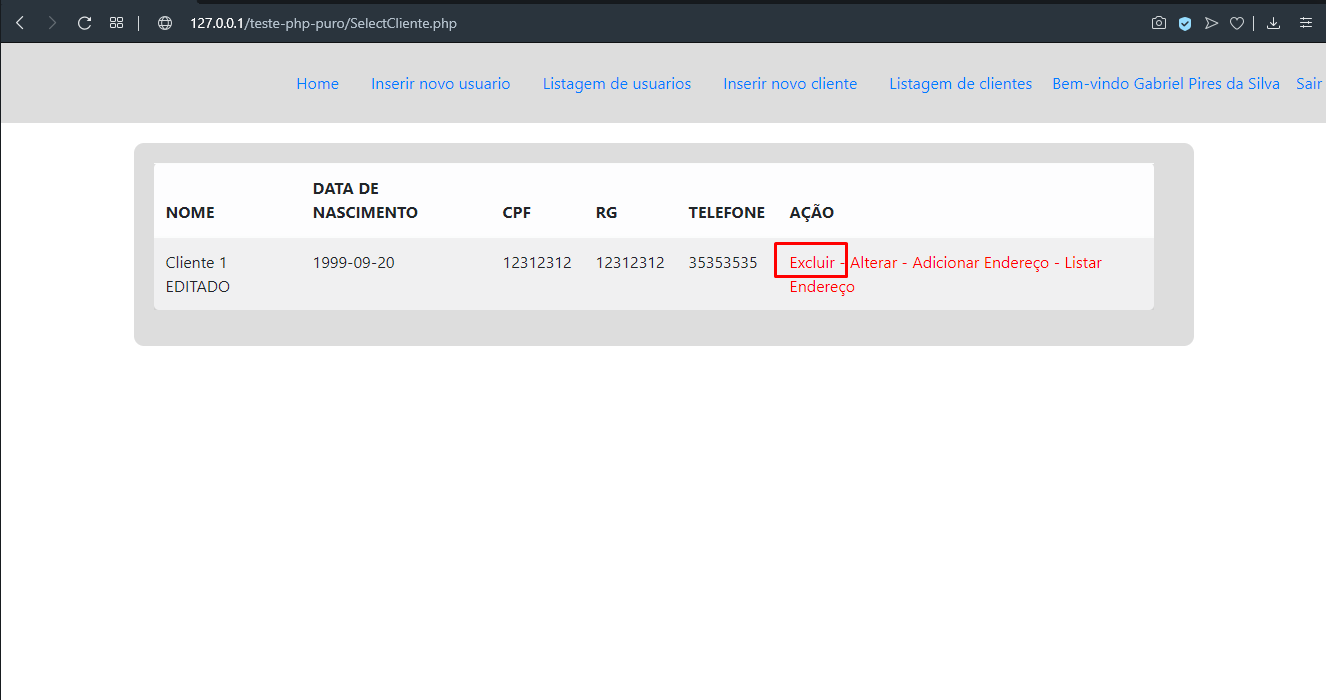 127.0.0.1/teste-php-puro/SelectCliente.php
Home Inserir novo usuario Listagem de usuarios Inserir novo cliente Listagem de clientes Bem-vindo Gabriel Pires da Silva Sair
NOME DATA DE NASCIMENTO CPF RG TELEFONE AÇÃO
Cliente 1 1999-09-20 12312312 12312312 35353535 Excluir - Alterar - Adicionar Endereço - Listar
EDITADO Endereço